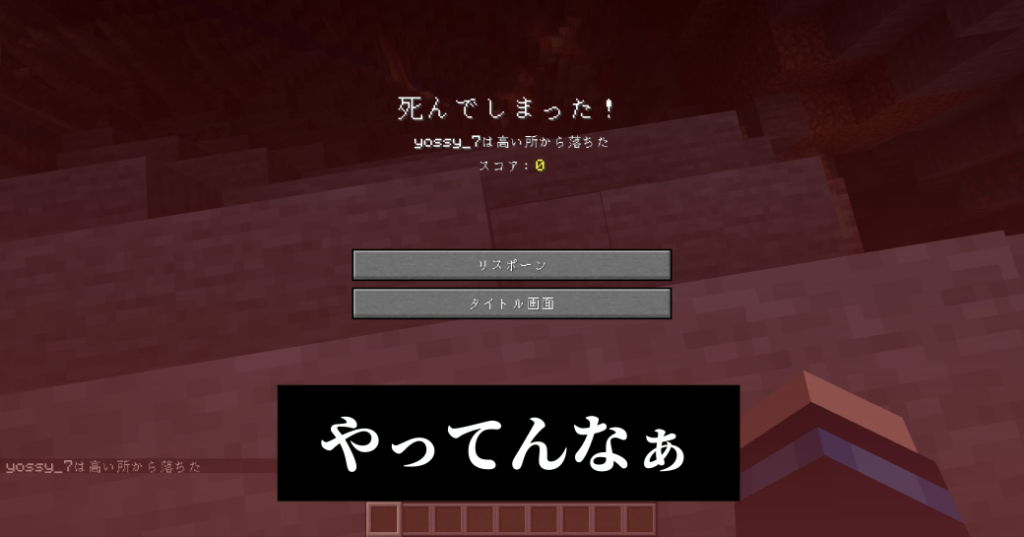 死んでしまった！
yossy_7は高い所から落ちた
スコア：0
リスポーン
タイトル画面
やってんなぁ
yossy_7は高い所から落ちた